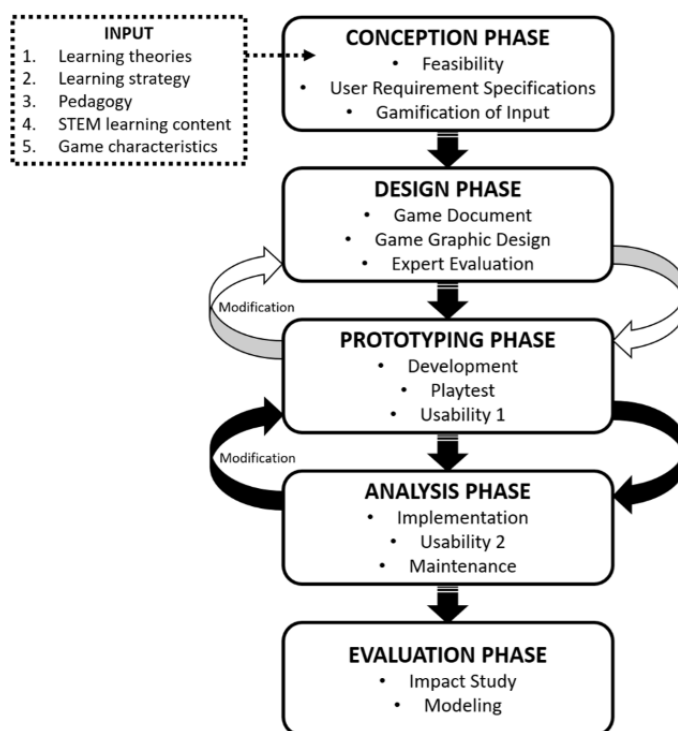 INPUT
1. Learning theories
2. Learning strategy
3. Pedagogy
4. STEM learning content
5. Game characteristics
CONCEPTION PHASE
• Feasibility
• User Requirement Specifications
• Gamification of Input
DESIGN PHASE
• Game Document
• Game Graphic Design
• Expert Evaluation
Modification
PROTOTYPING PHASE
• Development
• Playtest
• Usability 1
Modification
ANALYSIS PHASE
• Implementation
• Usability 2
• Maintenance
EVALUATION PHASE
• Impact Study
• Modeling